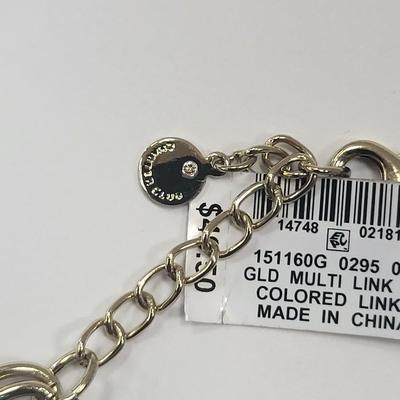 14748 02181
151160G 0295 0
GLD MULTI LINK
COLORED LINK
MADE IN CHINA